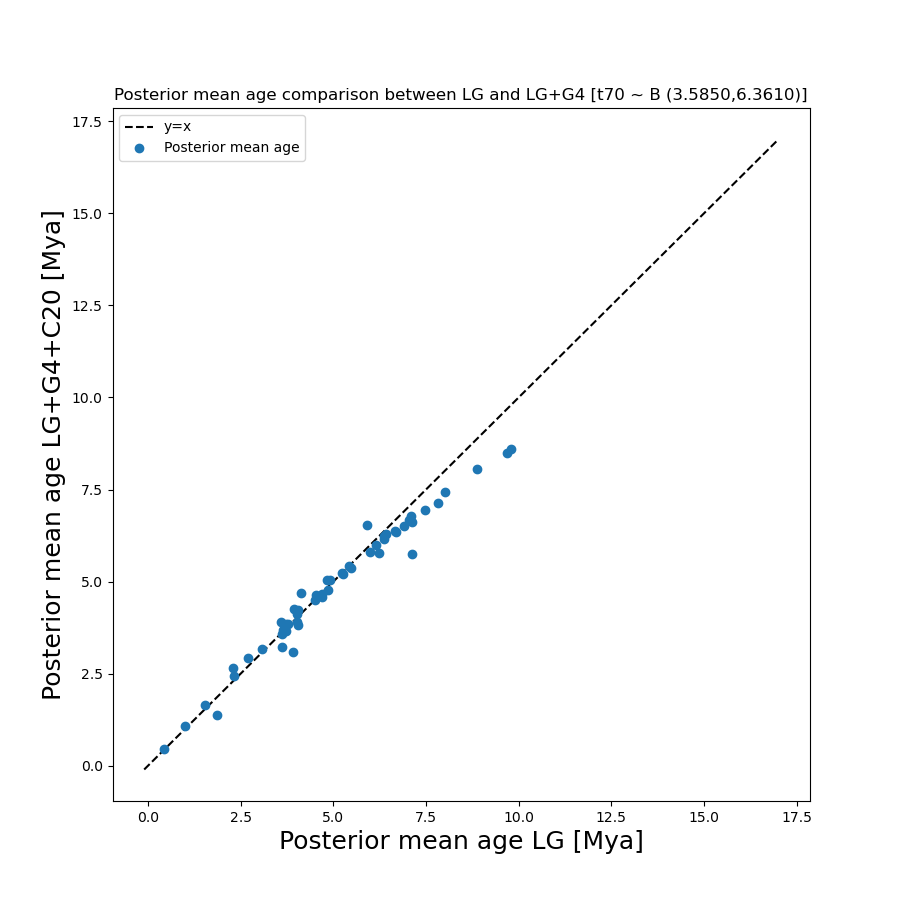 Posterior mean age comparison between LG and LG+G4 [t70 ~ B (3.5850,6.3610)]
y=x
Posterior mean age
Posterior mean age LG+G4+C20 [Mya]
17.5
15.0
12.5
10.0
7.5
5.0
2.5
0.0
0.0 2.5 5.0 7.5 10.0 12.5 15.0 17.5
Posterior mean age LG [Mya]